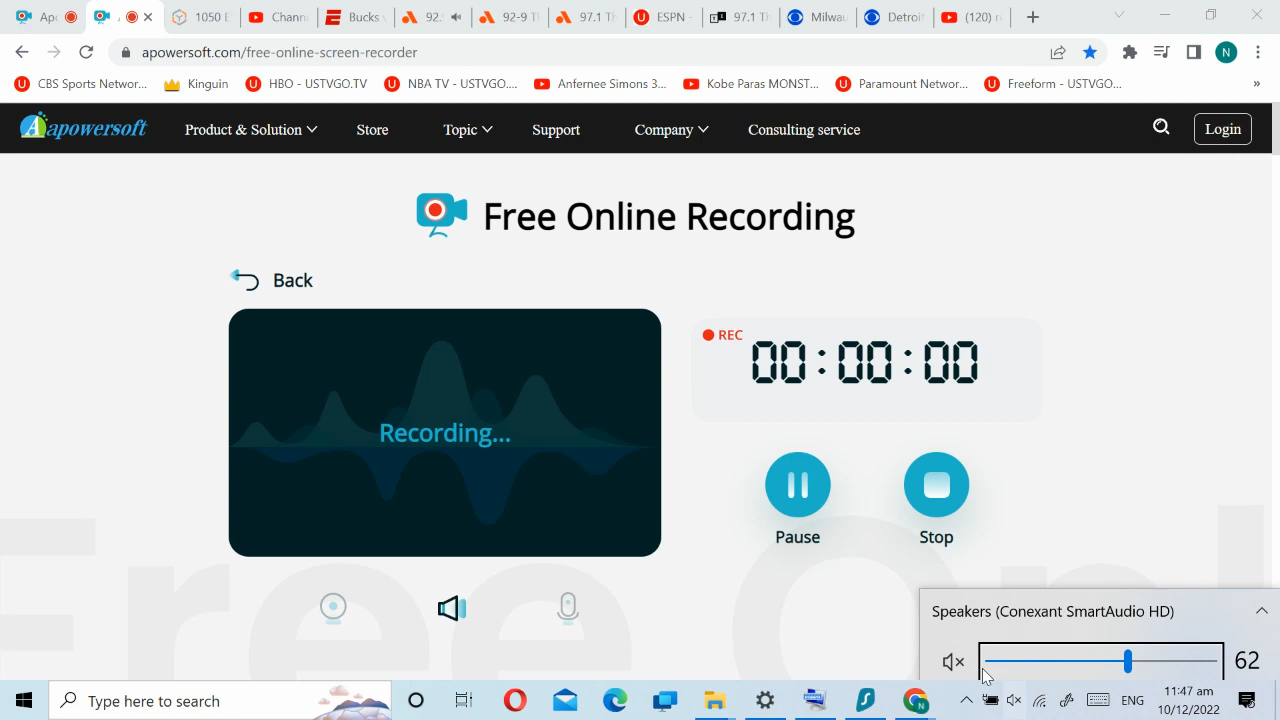 Apo
1050 E
Chann
Bucks v
92.
92-9 T
97.1 Th
ESPN -
97.1 T
Milwau
Detroi
(120) r
apowersoft.com/free-online-screen-recorder
N
CBS Sports Networ...
Kinguin
HBO - USTVGO.TV
NBA TV - USTVGO....
Anfernee Simons 3...
Kobe Paras MONST...
Paramount Networ...
Freeform - USTVGO...
»
Apowersoft
Product & Solution
Store
Topic
Support
Company
Consulting service
Login
Free Online Recording
Back
REC
00:00:00
Recording...
Pause
Stop
Free Onl
Speakers (Conexant SmartAudio HD)
62
Type here to search
ENG
11:47 am
10/12/2022